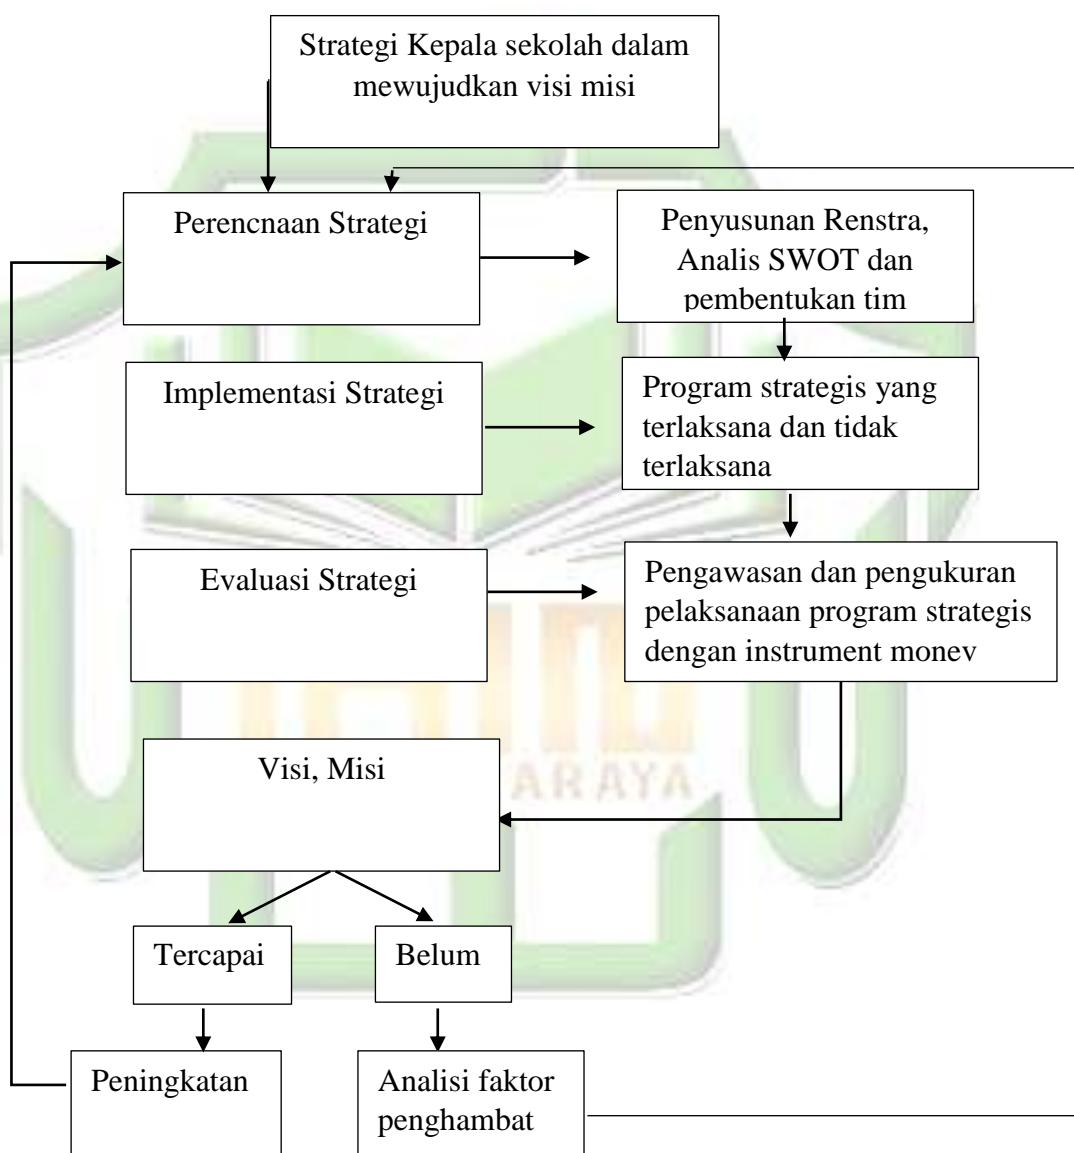 Strategi Kepala sekolah dalam
mewujudkan visi misi
Perencnaan Strategi
Penyusunan Renstra,
Analis SWOT dan
pembentukan tim
Implementasi Strategi
Program strategis yang
terlaksana dan tidak
terlaksana
Evaluasi Strategi
Pengawasan dan pengukuran
pelaksanaan program strategis
dengan instrument monev
Visi, Misi
ARAYA
Tercapai
Belum
Peningkatan
Analisi faktor
penghambat